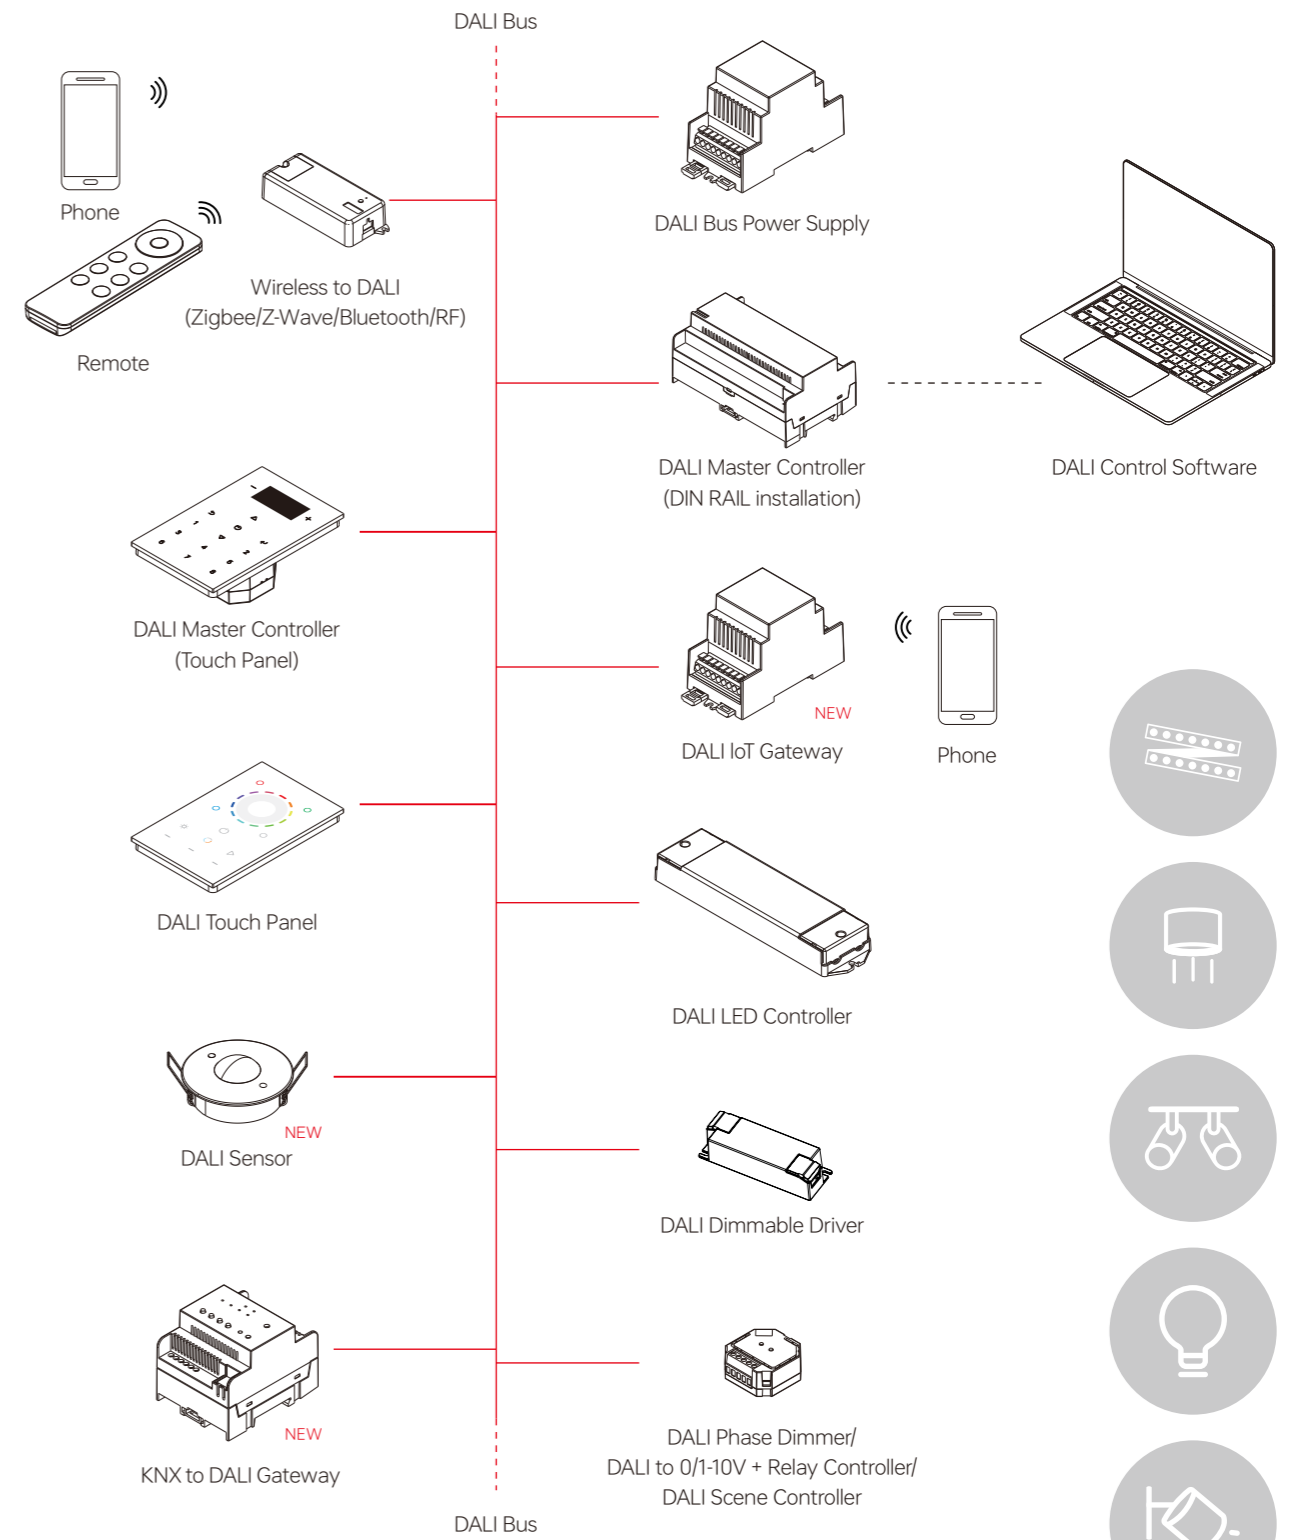 DALI Bus
Phone
DALI Bus Power Supply
Wireless to DALI
(Zigbee/Z-Wave/Bluetooth/RF)
Remote
DALI Master Controller
(DIN RAIL installation)
DALI Control Software
DALI Master Controller
(Touch Panel)
NEW
DALI IoT Gateway
Phone
DALI Touch Panel
DALI LED Controller
NEW
DALI Sensor
DALI Dimmable Driver
NEW
KNX to DALI Gateway
DALI Phase Dimmer/
DALI to 0/1-10V + Relay Controller/
DALI Scene Controller
DALI Bus